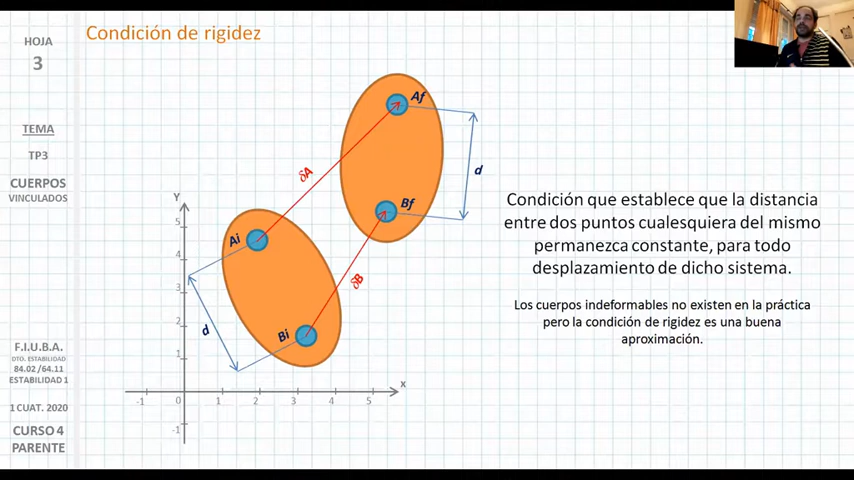 Condición de rigidez
HOJA
3
TEMA
TP3
CUERPOS
VINCULADOS
F.I.U.B.A.
DTO. ESTABILIDAD
84.02 /64.11
ESTABILIDAD 1
1 CUAT. 2020
CURSO 4
PARENTE
Af
δA
d
Bf
Y
5
Ai
4
δB
3
2
d
Bi
1
x
-1
0
1
2
3
4
5
-1
Condición que establece que la distancia
entre dos puntos cualesquiera del mismo
permanezca constante, para todo
desplazamiento de dicho sistema.
Los cuerpos indeformables no existen en la práctica
pero la condición de rigidez es una buena
aproximación.